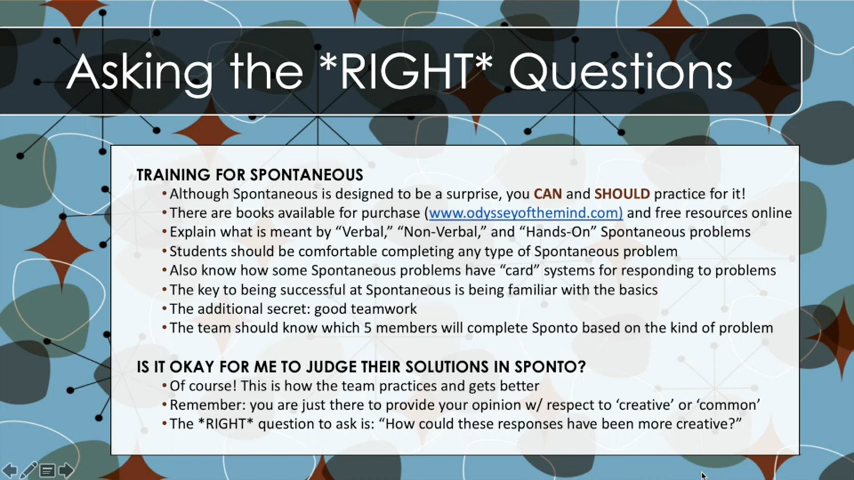 Asking the *RIGHT* Questions
TRAINING FOR SPONTANEOUS
•Although Spontaneous is designed to be a surprise, you CAN and SHOULD practice for it!
•There are books available for purchase (www.odysseyofthemind.com) and free resources online
•Explain what is meant by “Verbal,” “Non-Verbal,” and “Hands-On” Spontaneous problems
•Students should be comfortable completing any type of Spontaneous problem
•Also know how some Spontaneous problems have “card” systems for responding to problems
•The key to being successful at Spontaneous is being familiar with the basics
•The additional secret: good teamwork
•The team should know which 5 members will complete Sponto based on the kind of problem
IS IT OKAY FOR ME TO JUDGE THEIR SOLUTIONS IN SPONTO?
•Of course! This is how the team practices and gets better
•Remember: you are just there to provide your opinion w/ respect to ‘creative’ or ‘common’
•The *RIGHT* question to ask is: “How could these responses have been more creative?”